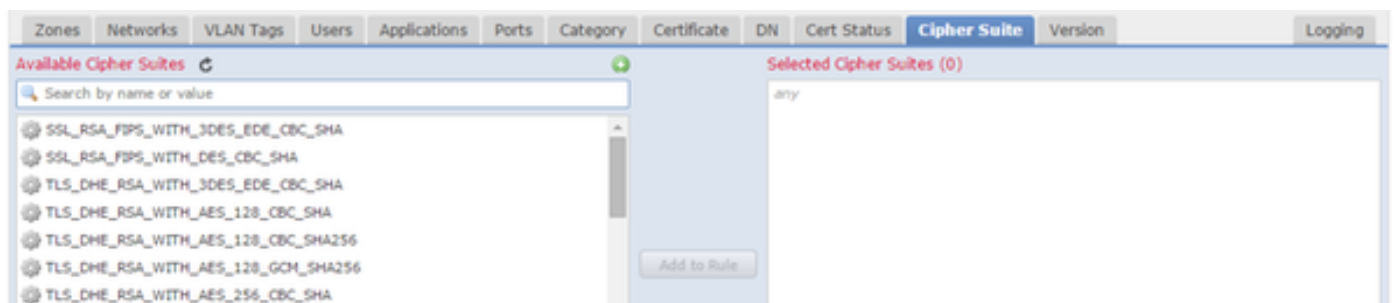 Zones Networks VLAN Tags Users Applications Ports Category Certificate DN Cert Status Cipher Suite Version Logging
Available Cipher Suites
Selected Cipher Suites (0)
Search by name or value
any
SSL_RSA_FIPS_WITH_3DES_EDE_CBC_SHA
SSL_RSA_FIPS_WITH_DES_CBC_SHA
TLS_DHE_RSA_WITH_3DES_EDE_CBC_SHA
TLS_DHE_RSA_WITH_AES_128_CBC_SHA
TLS_DHE_RSA_WITH_AES_128_CBC_SHA256
TLS_DHE_RSA_WITH_AES_128_GCM_SHA256
Add to Rule
TLS_DHE_RSA_WITH_AES_256_CBC_SHA